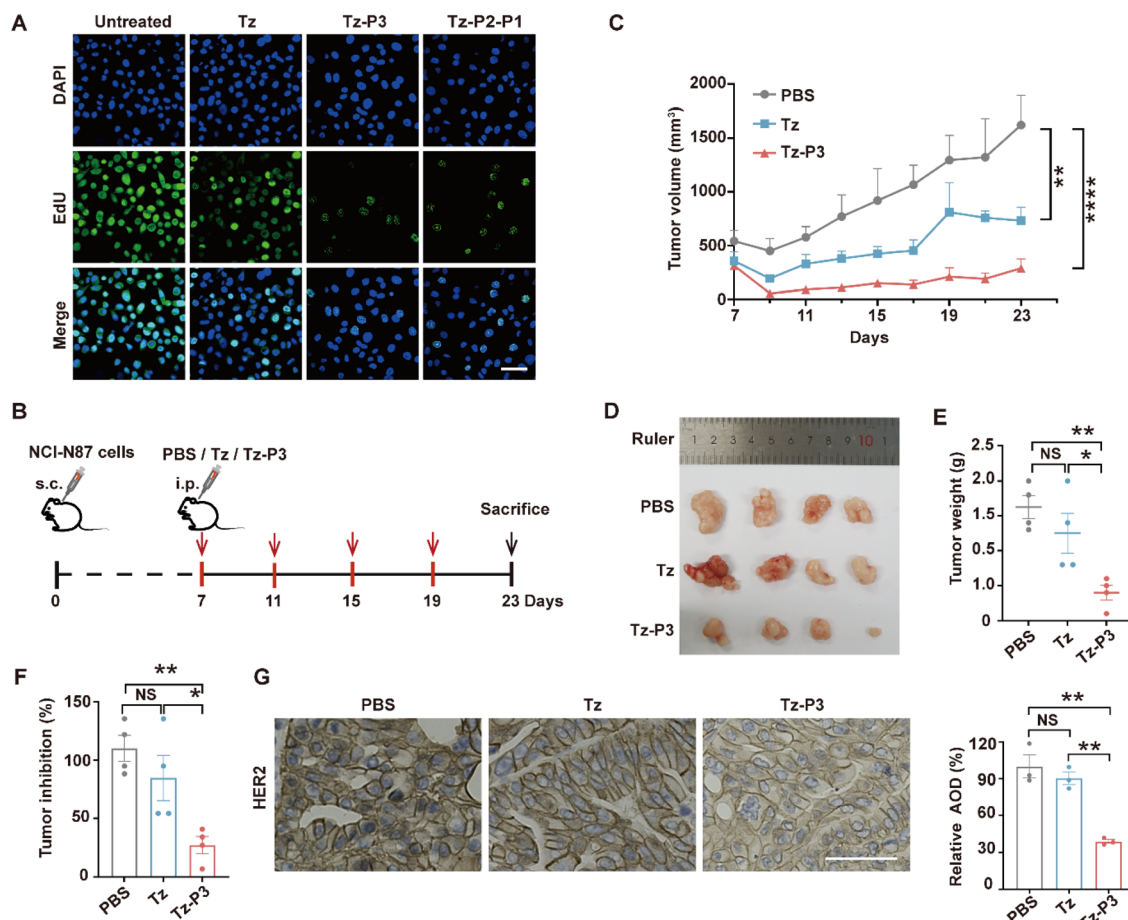 A
Untreated
Tz
Tz-P3
Tz-P2-P1
DAPI
EdU
Merge
B
NCI-N87 cells
s.c.
PBS / Tz / Tz-P3
i.p.
Sacrifice
0
7
11
15
19
23 Days
C
Tumor volume (mm³)
2000
1500
1000
500
0
PBS
Tz
Tz-P3
**
****
7
11
15
19
23
Days
D
Ruler
1 2 3 4 5 6 7 8 9 10 1
PBS
Tz
Tz-P3
E
Tumor weight (g)
2.5
2.0
1.5
0.5
1.0
0
**
NS
*
PBS
Tz
Tz-P3
F
Tumor inhibition (%)
150
100
50
0
**
NS
*
PBS
Tz
Tz-P3
G
PBS
Tz
Tz-P3
HER2
Relative AOD (%)
120
90
60
30
0
**
NS
**
PBS
Tz
Tz-P3